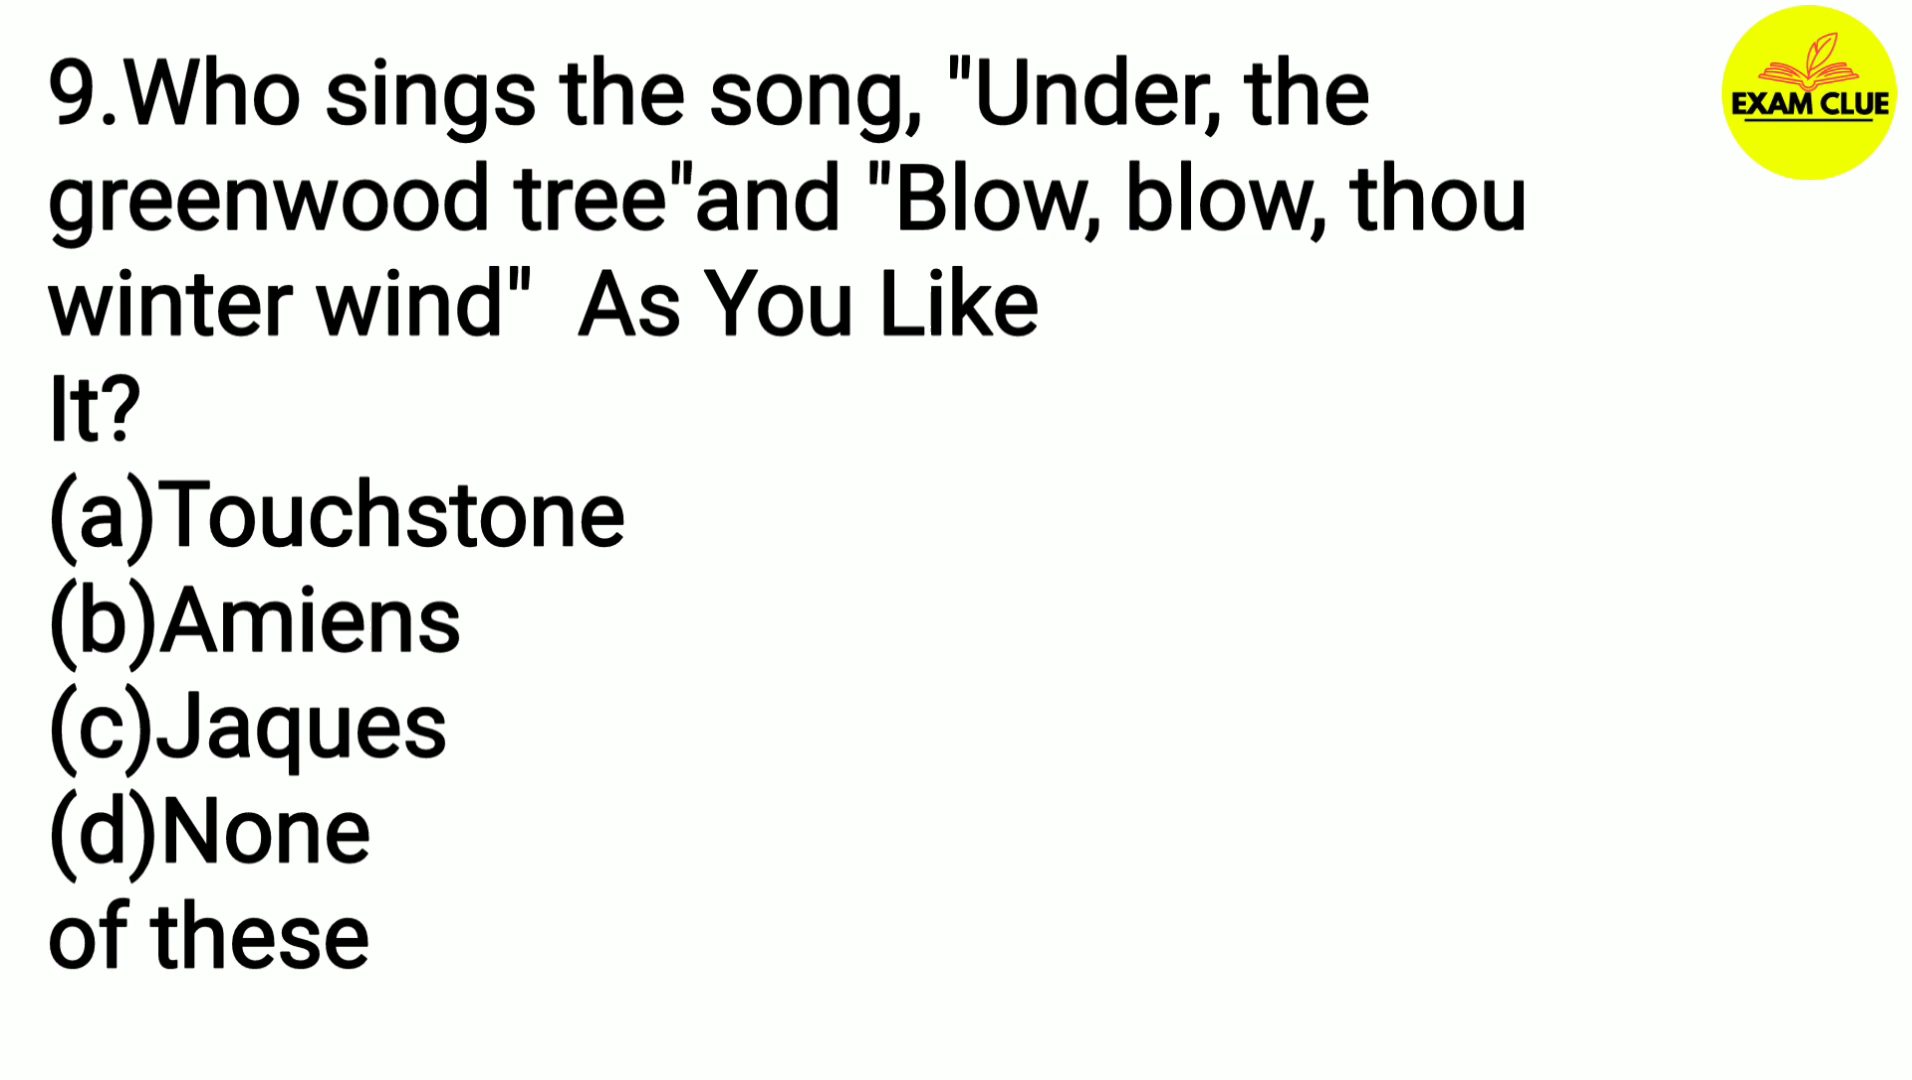 9.Who sings the song, "Under, the
greenwood tree"and "Blow, blow, thou
winter wind"  As You Like
It?
(a)Touchstone
(b)Amiens
(c)Jaques
(d)None
of these
EXAM CLUE